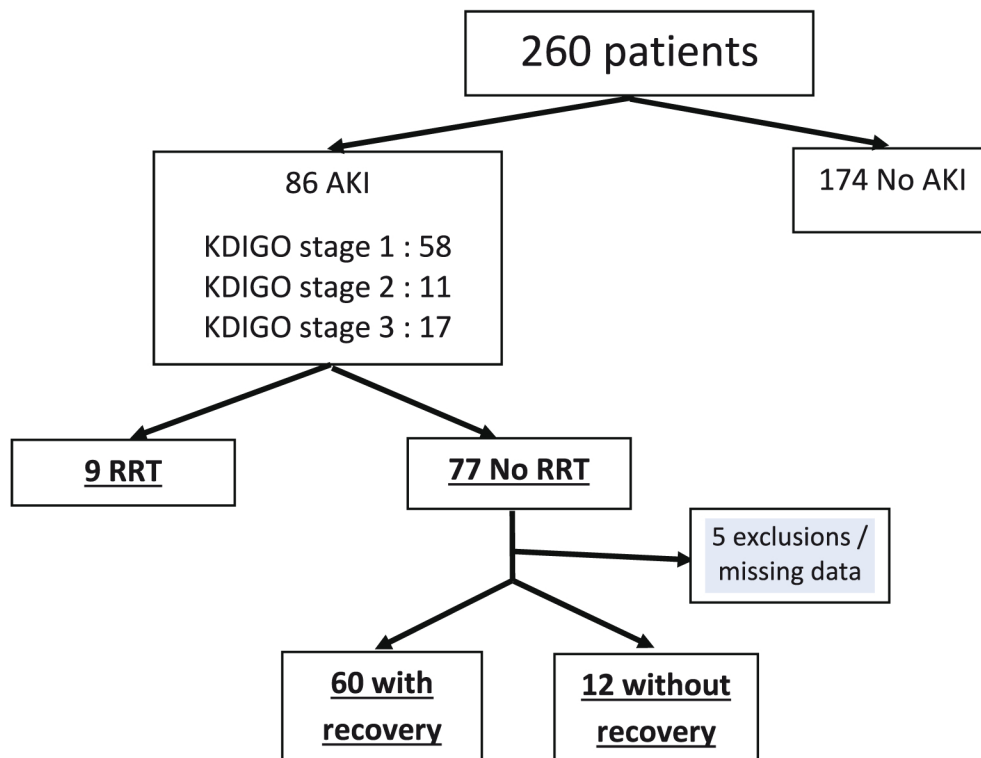 260 patients
86 AKI
KDIGO stage 1 : 58
KDIGO stage 2 : 11
KDIGO stage 3 : 17
174 No AKI
9 RRT
77 No RRT
5 exclusions /
missing data
60 with
recovery
12 without
recovery